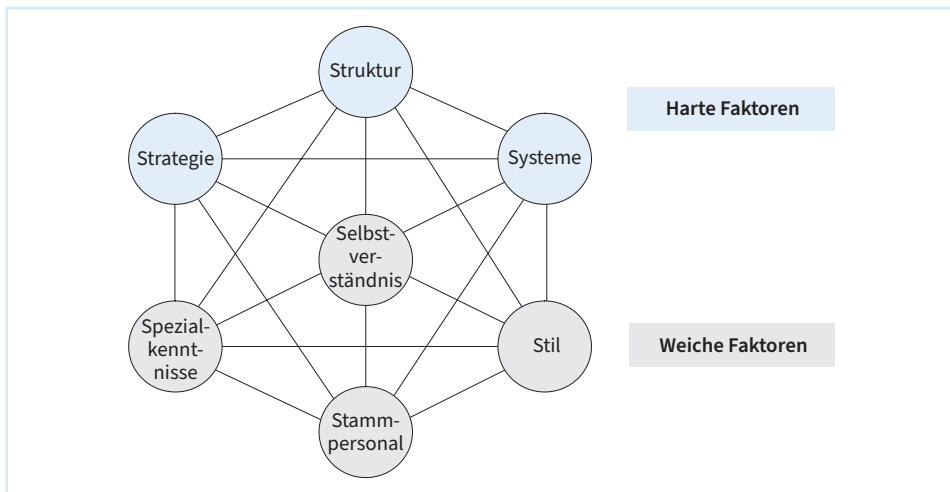 Struktur
Harte Faktoren
Strategie
Systeme
Selbst-
ver-
ständnis
Spezial-
kennt-
nisse
Stil
Weiche Faktoren
Stamm-
personal